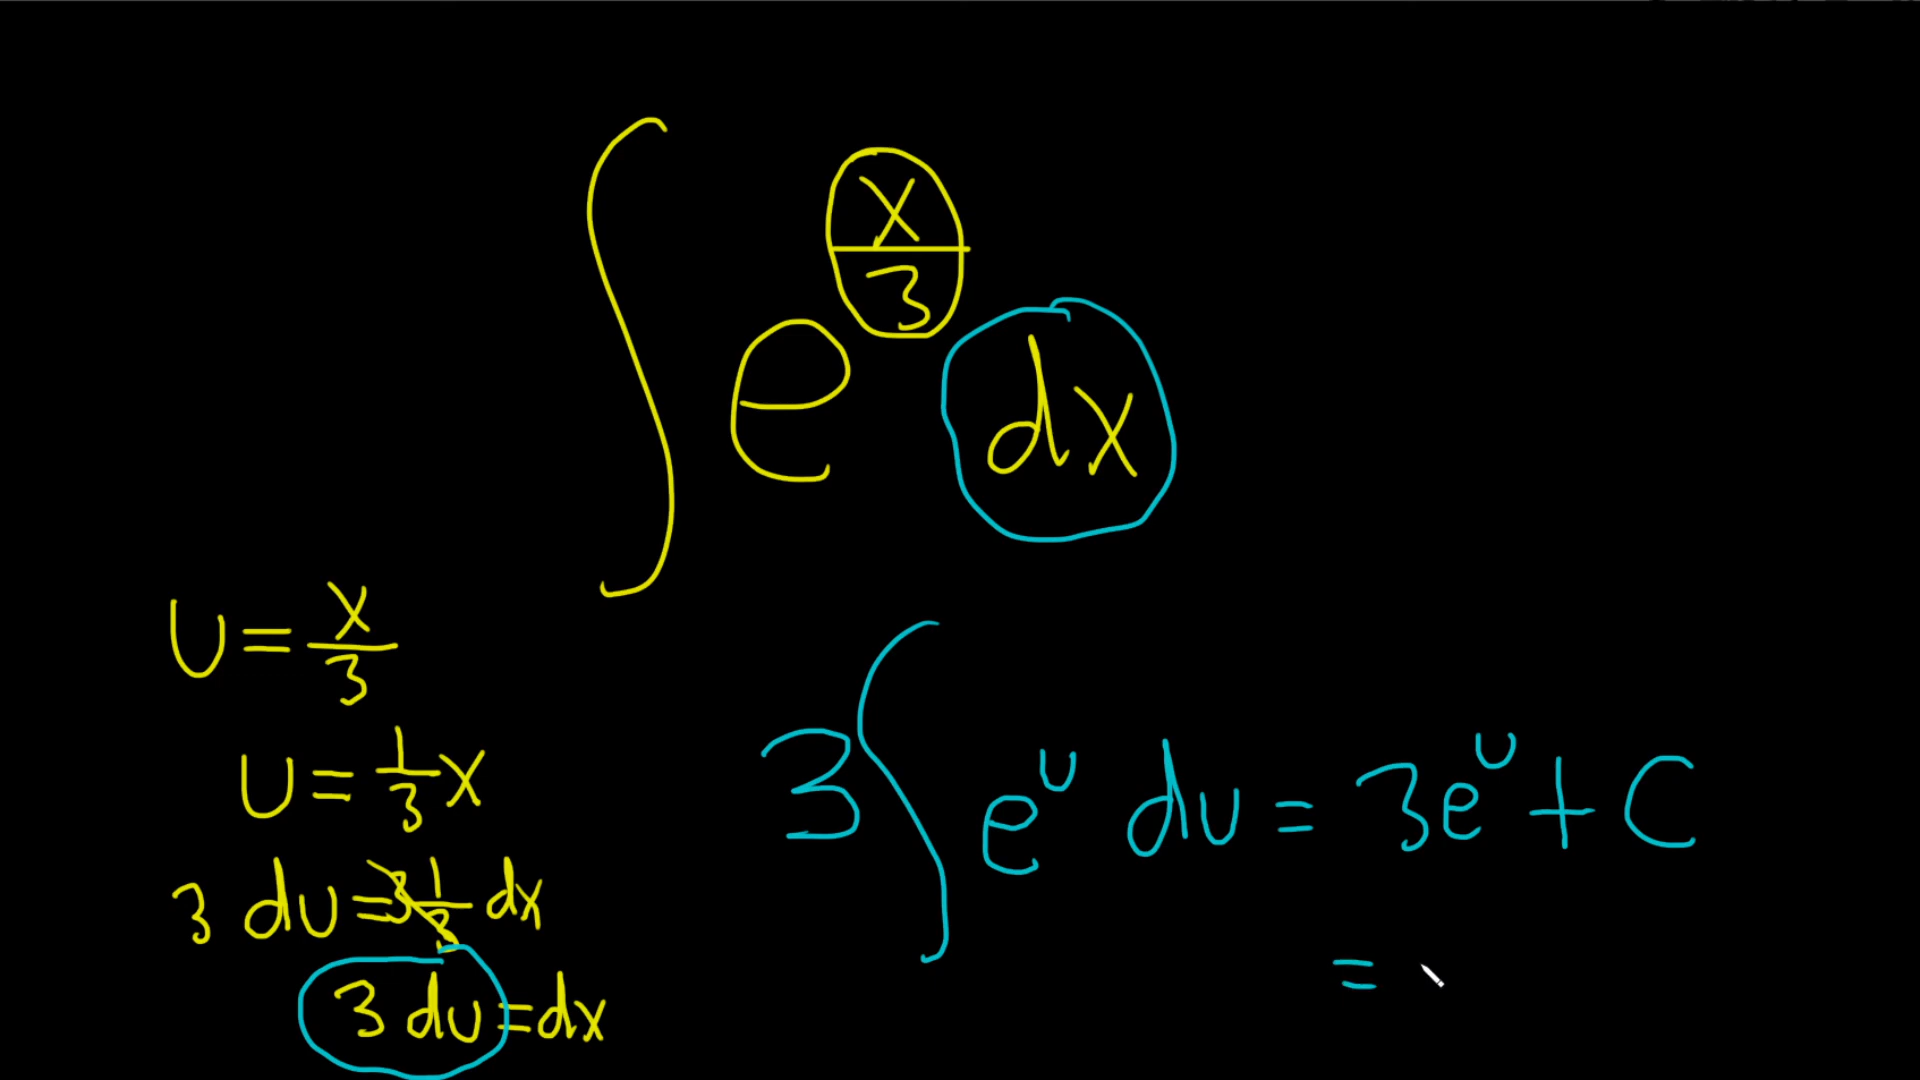 ∫ e^(x/3) dx
U = x/3
U = 1/3 x
3 du = 3 1/3 dx
3 du = dx
3 ∫ e^u du = 3e^u + C
=